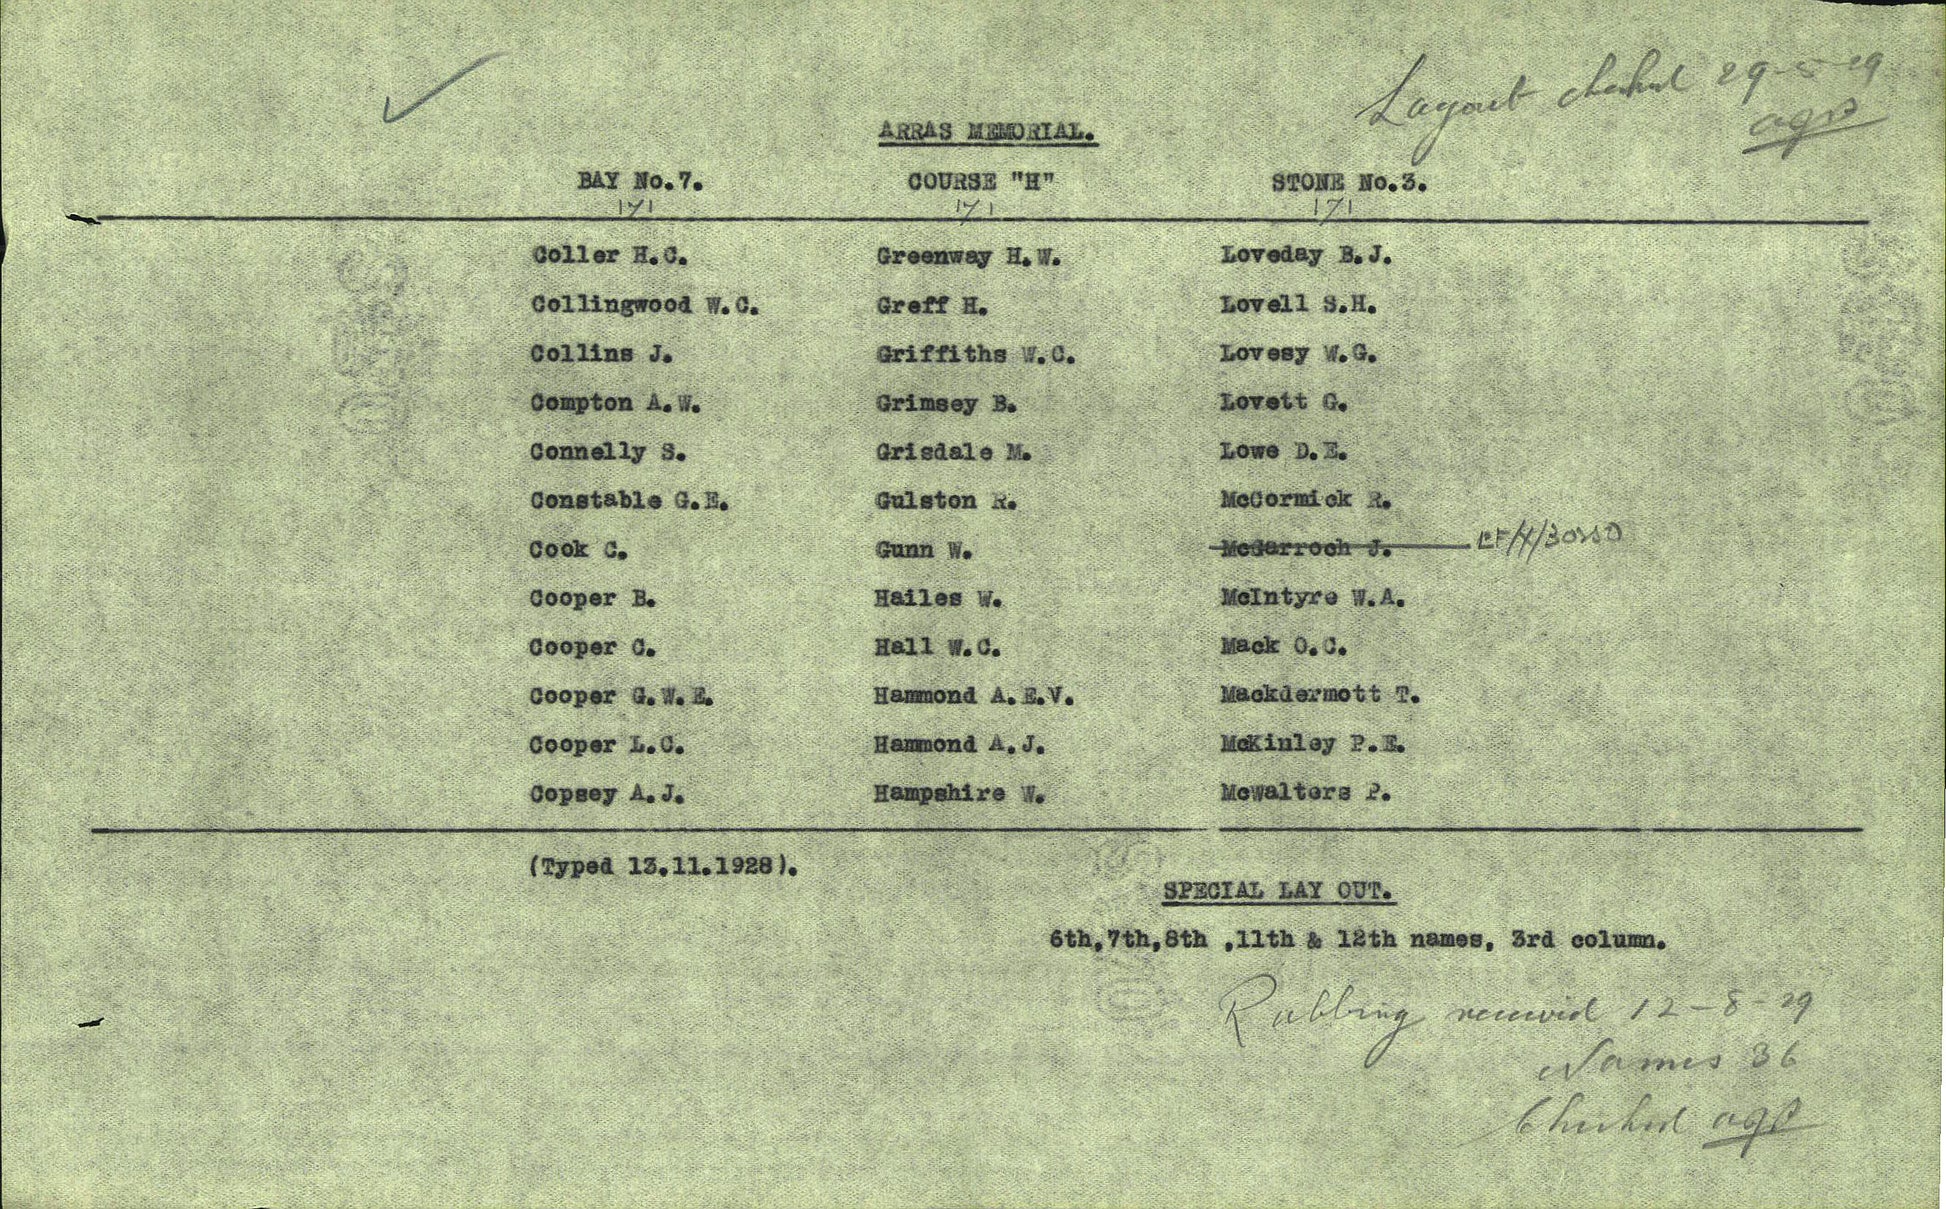 Layout checked 29-5-29
ARRAS MEMORIAL.
BAY No.7. COURSE "H" STONE No.3.
Coller H.C. Greenway H.W. Loveday B.J.
Collingwood W.C. Greff H. Lovell S.H.
Collins J. Griffiths W.C. Lovesy W.G.
Compton A.W. Grimsey B. Lovett G.
Connelly S. Grisdale M. Lowe D.E.
Constable G.E. Gulston R. McCormick R.
Cook C. Gunn W. McGarroch J.
Cooper B. Hailes W. McIntyre W.A.
Cooper C. Hall W.C. Mack O.C.
Cooper G.W.E. Hammond A.E.V. Mackdermott T.
Cooper L.C. Hammond A.J. McKinley P.E.
Copsey A.J. Hampshire W. McWalters P.
(Typed 13.11.1928).
SPECIAL LAY OUT.
6th,7th,8th ,11th & 12th names, 3rd column.
Rubbing received 12-8-29
Names 36
Checked